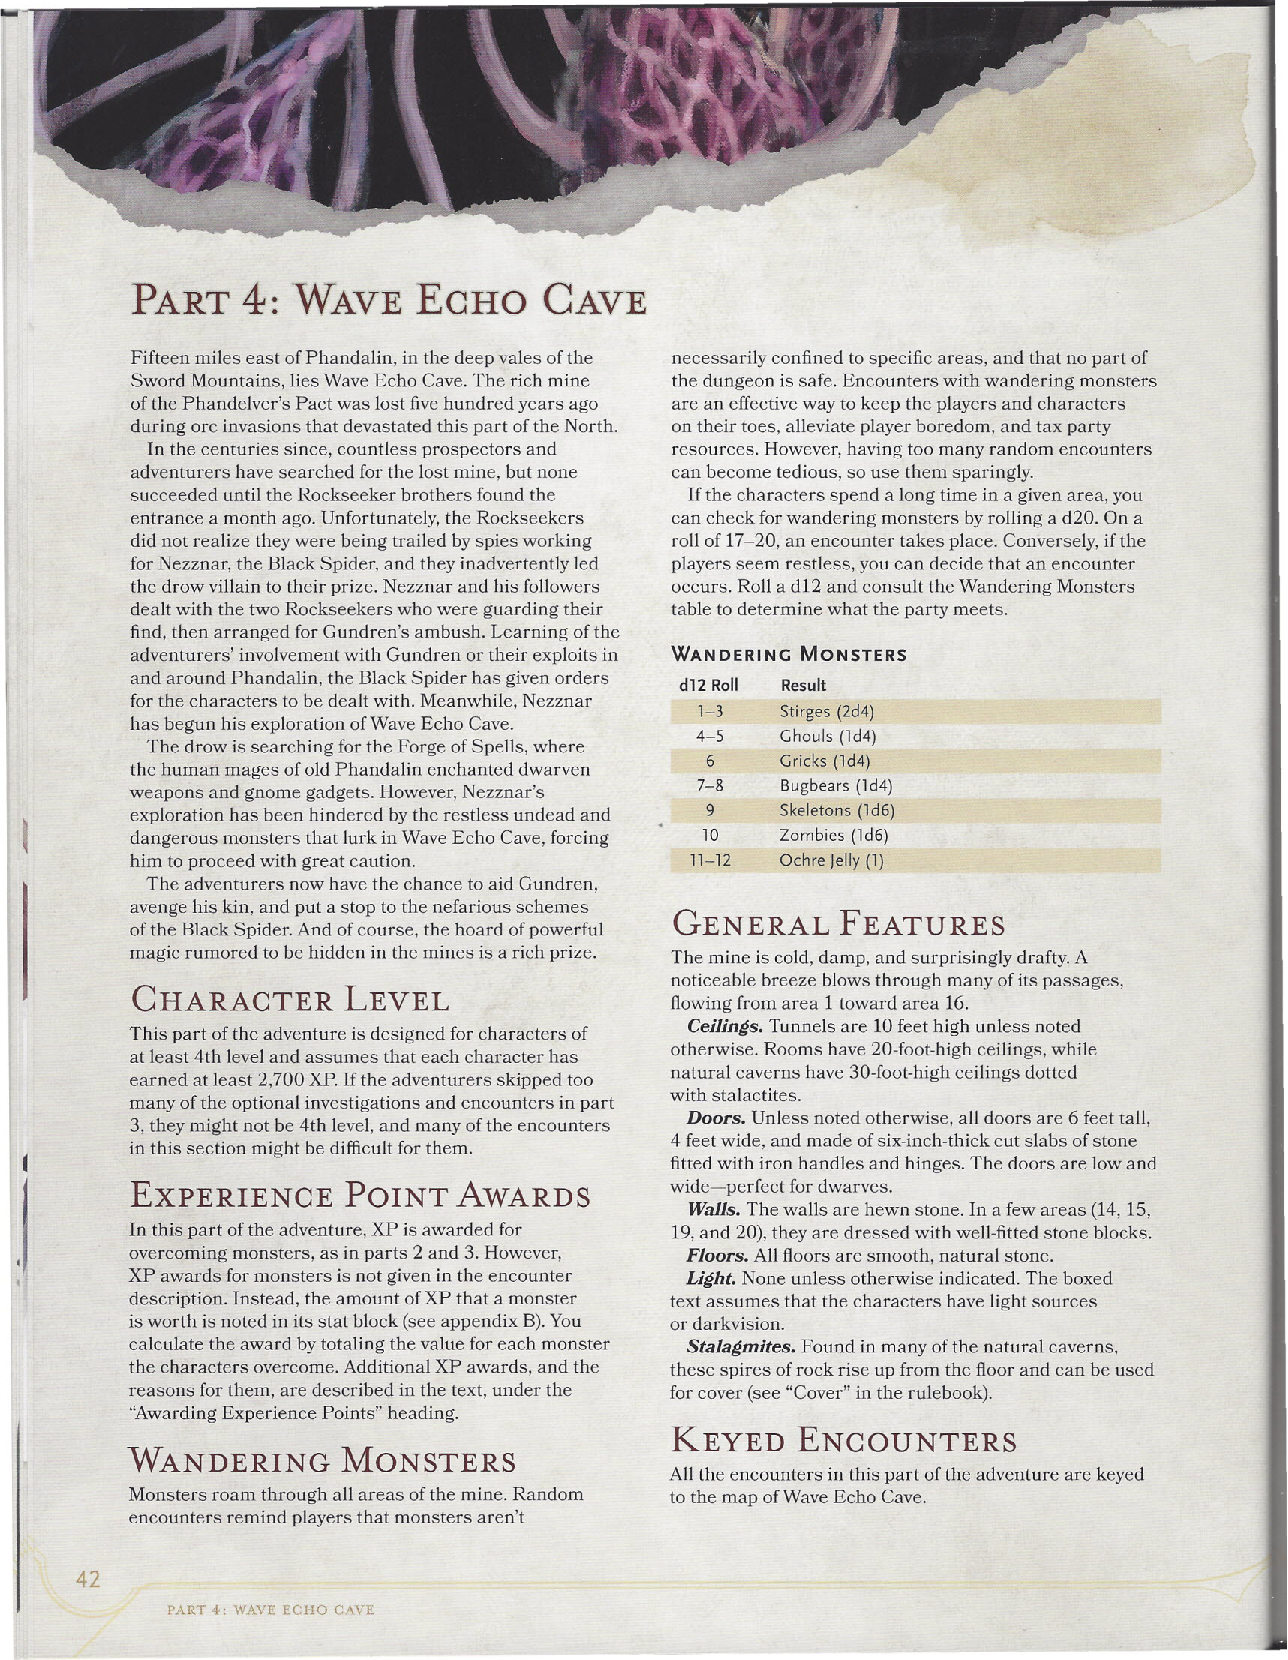 PART 4: WAVE ECHO CAVE
Fifteen miles east of Phandalin, in the deep vales of the
Sword Mountains, lies Wave Echo Cave. The rich mine
of the Phandelver's Pact was lost five hundred years ago
during orc invasions that devastated this part of the North.
In the centuries since, countless prospectors and
adventurers have searched for the lost mine, but none
succeeded until the Rockseeker brothers found the
entrance a month ago. Unfortunately, the Rockseekers
did not realize they were being trailed by spies working
for Nezznar, the Black Spider, and they inadvertently led
the drow villain to their prize. Nezznar and his followers
dealt with the two Rockseekers who were guarding their
find, then arranged for Gundren's ambush. Learning of the
adventurers' involvement with Gundren or their exploits in
and around Phandalin, the Black Spider has given orders
for the characters to be dealt with. Meanwhile, Nezznar
has begun his exploration of Wave Echo Cave.
The drow is searching for the Forge of Spells, where
the human mages of old Phandalin enchanted dwarven
weapons and gnome gadgets. However, Nezznar's
exploration has been hindered by the restless undead and
dangerous monsters that lurk in Wave Echo Cave, forcing
him to proceed with great caution.
The adventurers now have the chance to aid Gundren,
avenge his kin, and put a stop to the nefarious schemes
of the Black Spider. And of course, the hoard of powerful
magic rumored to be hidden in the mines is a rich prize.
CHARACTER LEVEL
This part of the adventure is designed for characters of
at least 4th level and assumes that each character has
earned at least 2,700 XP. If the adventurers skipped too
many of the optional investigations and encounters in part
3, they might not be 4th level, and many of the encounters
in this section might be difficult for them.
EXPERIENCE POINT AWARDS
In this part of the adventure, XP is awarded for
overcoming monsters, as in parts 2 and 3. However,
XP awards for monsters is not given in the encounter
description. Instead, the amount of XP that a monster
is worth is noted in its stat block (see appendix B). You
calculate the award by totaling the value for each monster
the characters overcome. Additional XP awards, and the
reasons for them, are described in the text, under the
“Awarding Experience Points” heading.
WANDERING MONSTERS
Monsters roam through all areas of the mine. Random
encounters remind players that monsters aren't
necessarily confined to specific areas, and that no part of
the dungeon is safe. Encounters with wandering monsters
are an effective way to keep the players and characters
on their toes, alleviate player boredom, and tax party
resources. However, having too many random encounters
can become tedious, so use them sparingly.
If the characters spend a long time in a given area, you
can check for wandering monsters by rolling a d20. On a
roll of 17–20, an encounter takes place. Conversely, if the
players seem restless, you can decide that an encounter
occurs. Roll a d12 and consult the Wandering Monsters
table to determine what the party meets.
WANDERING MONSTERS
d12 Roll Result
1–3 Stirges (2d4)
4–5 Ghouls (1d4)
6 Gricks (1d4)
7–8 Bugbears (1d4)
9 Skeletons (1d6)
10 Zombies (1d6)
11–12 Ochre Jelly (1)
GENERAL FEATURES
The mine is cold, damp, and surprisingly drafty. A
noticeable breeze blows through many of its passages,
flowing from area 1 toward area 16.
Ceilings. Tunnels are 10 feet high unless noted
otherwise. Rooms have 20-foot-high ceilings, while
natural caverns have 30-foot-high ceilings dotted
with stalactites.
Doors. Unless noted otherwise, all doors are 6 feet tall,
4 feet wide, and made of six-inch-thick cut slabs of stone
fitted with iron handles and hinges. The doors are low and
wide—perfect for dwarves.
Walls. The walls are hewn stone. In a few areas (14, 15,
19, and 20), they are dressed with well-fitted stone blocks.
Floors. All floors are smooth, natural stone.
Light. None unless otherwise indicated. The boxed
text assumes that the characters have light sources
or darkvision.
Stalagmites. Found in many of the natural caverns,
these spires of rock rise up from the floor and can be used
for cover (see “Cover” in the rulebook).
KEYED ENCOUNTERS
All the encounters in this part of the adventure are keyed
to the map of Wave Echo Cave.
42
PART 4: WAVE ECHO CAVE